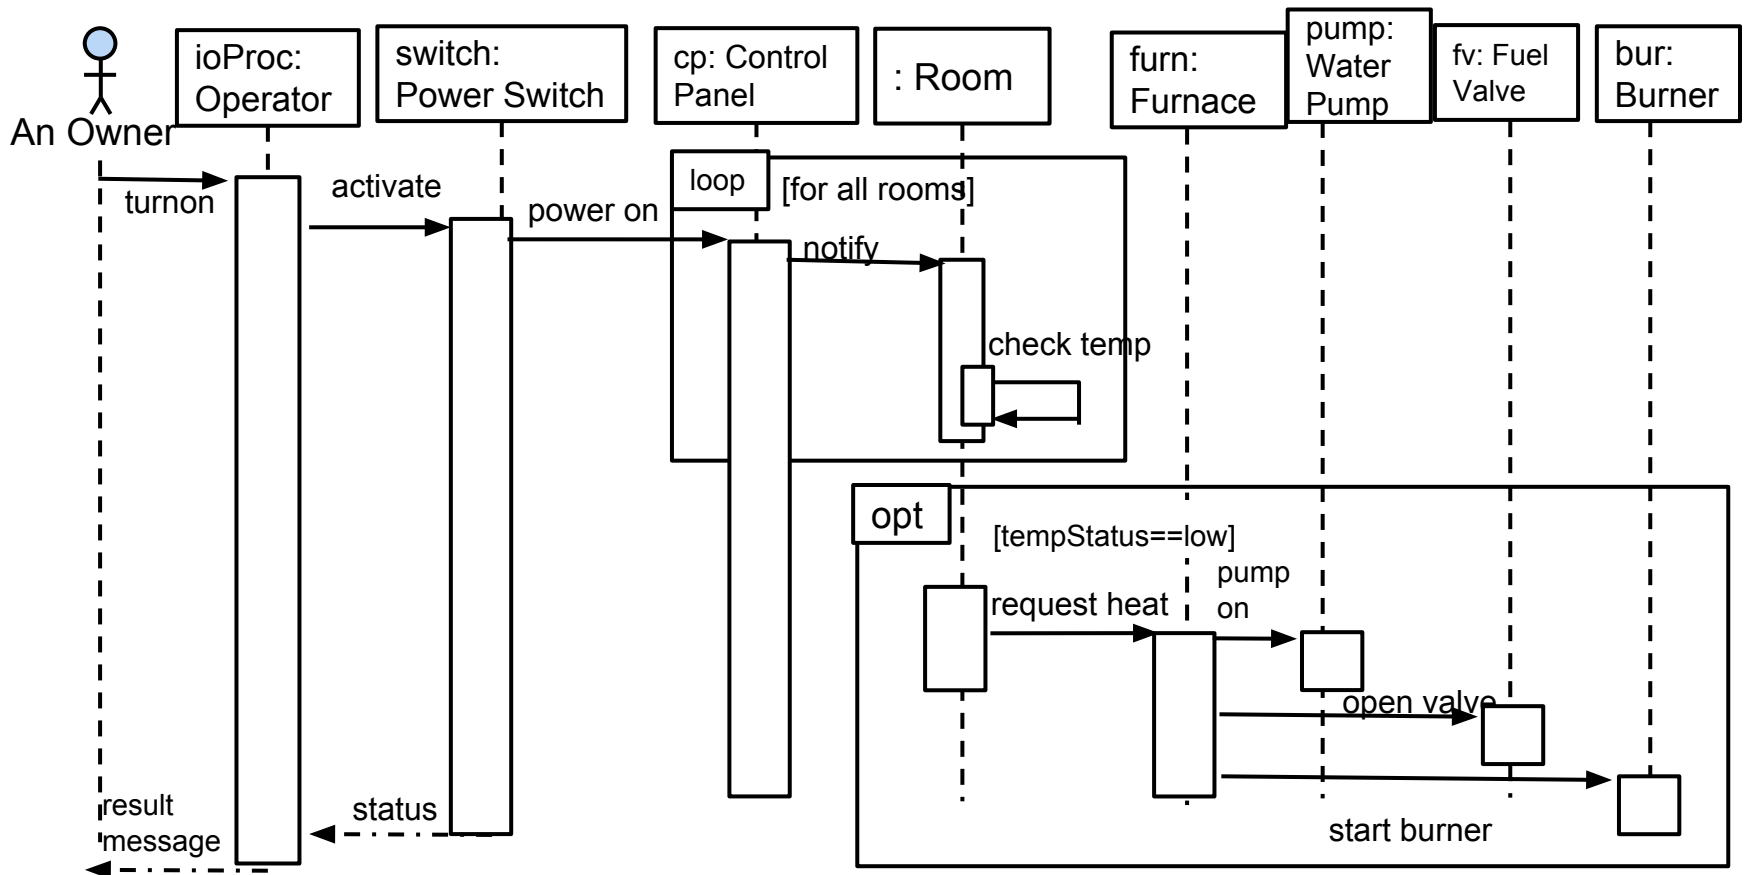 An Owner
ioProc:
Operator
switch:
Power Switch
cp: Control
Panel
: Room
furn:
Furnace
pump:
Water
Pump
fv: Fuel
Valve
bur:
Burner
turnon
activate
power on
loop
[for all rooms]
notify
check temp
opt
[tempStatus==low]
request heat
pump
on
open valve
start burner
status
result
message